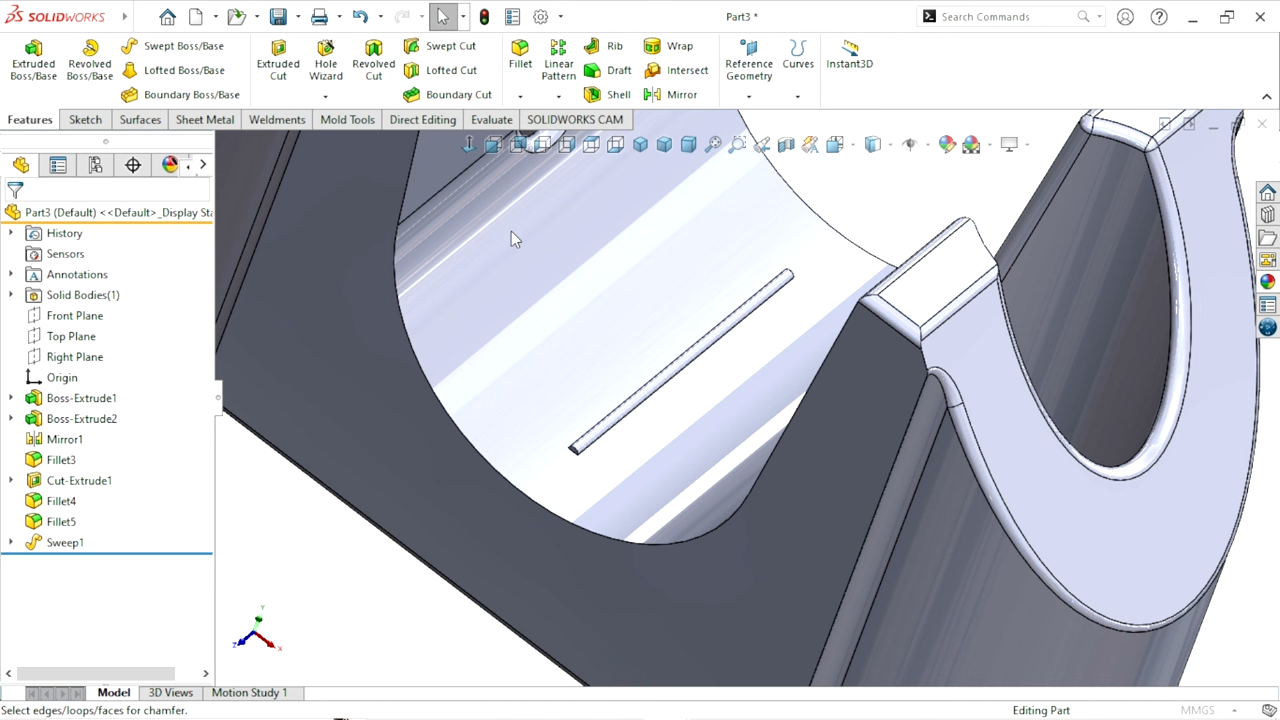 SOLIDWORKS
Part3 *
Search Commands
Extruded Boss/Base
Revolved Boss/Base
Swept Boss/Base
Lofted Boss/Base
Boundary Boss/Base
Extruded Cut
Hole Wizard
Revolved Cut
Swept Cut
Lofted Cut
Boundary Cut
Fillet
Linear Pattern
Rib
Draft
Shell
Wrap
Intersect
Mirror
Reference Geometry
Curves
Instant3D
Features
Sketch
Surfaces
Sheet Metal
Weldments
Mold Tools
Direct Editing
Evaluate
SOLIDWORKS CAM
Part3 (Default) <<Default>_Display Sta
History
Sensors
Annotations
Solid Bodies(1)
Front Plane
Top Plane
Right Plane
Origin
Boss-Extrude1
Boss-Extrude2
Mirror1
Fillet3
Cut-Extrude1
Fillet4
Fillet5
Sweep1
Y
Z
X
Model
3D Views
Motion Study 1
Select edges/loops/faces for chamfer.
Editing Part
MMGS